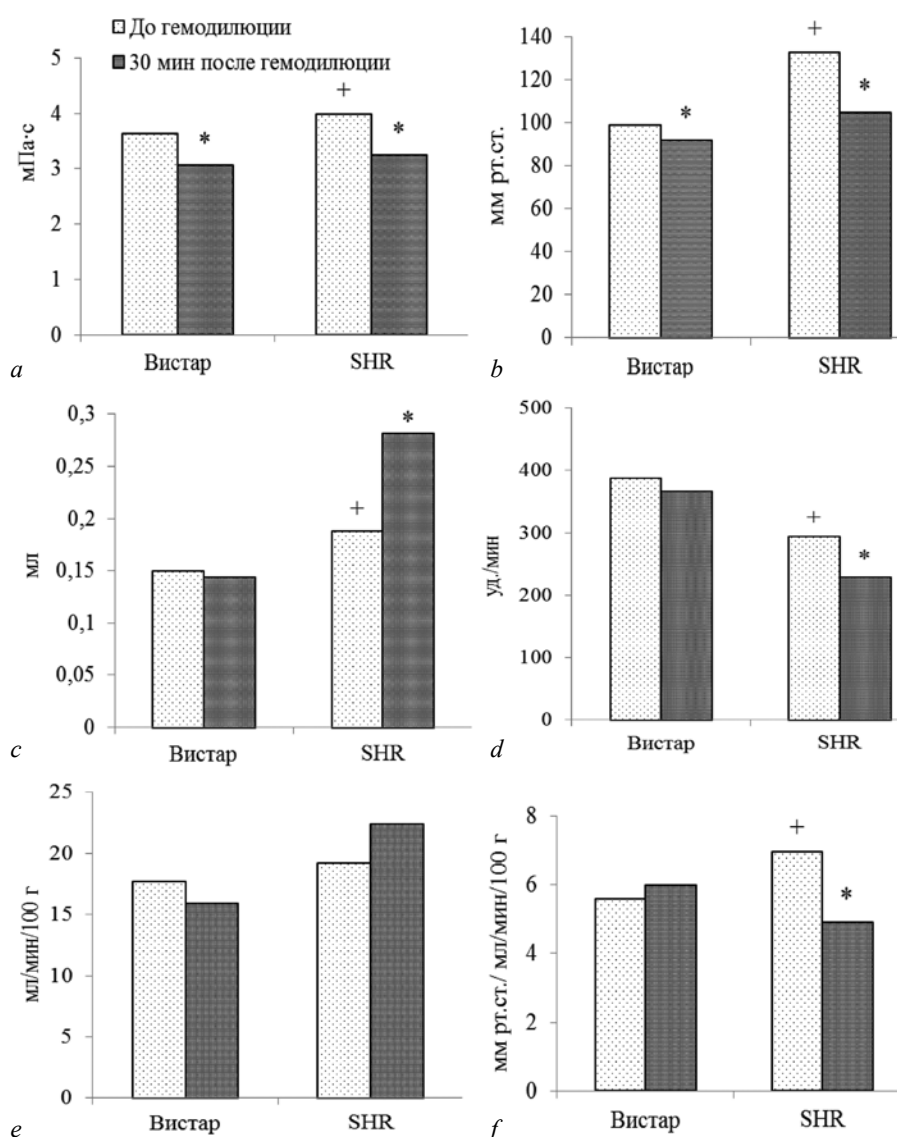 До гемодилюции
30 мин после гемодилюции
5
4
3
2
1
0
мПа·с
+
*
*
Вистар
SHR
a
140
120
100
80
60
40
20
0
мм рт.ст.
+
*
*
Вистар
SHR
b
0,3
0,25
0,2
0,15
0,1
0,05
0
мл
+
*
Вистар
SHR
c
500
400
300
200
100
0
уд./мин
+
*
Вистар
SHR
d
25
20
15
10
5
0
мл/мин/100 г
Вистар
SHR
e
8
6
4
2
0
мм рт.ст./ мл/мин/100 г
+
*
Вистар
SHR
f